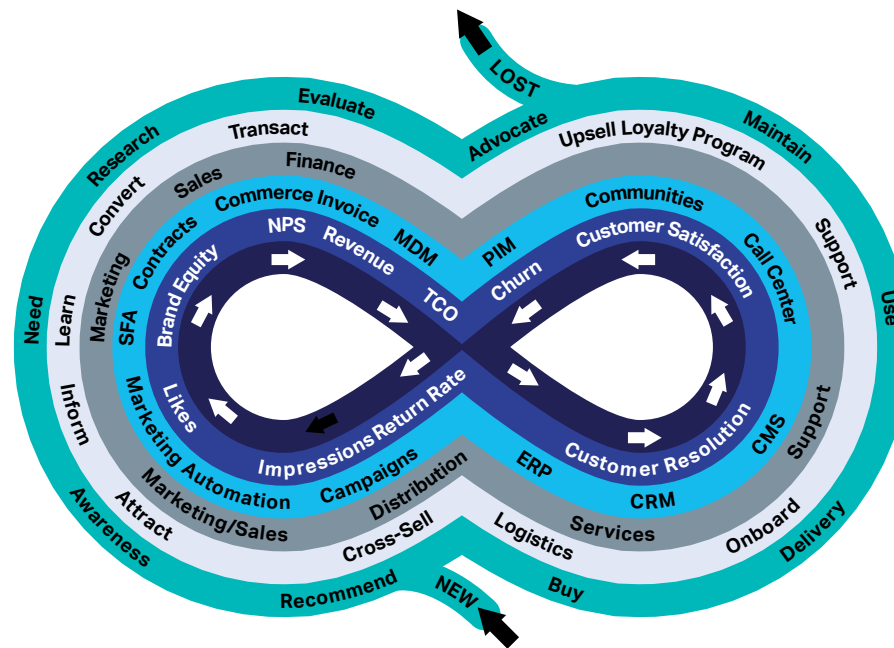 LOST
NEW
Recommend
Awareness
Need
Research
Evaluate
Advocate
Maintain
Use
Delivery
Buy
Cross-Sell
Attract
Inform
Learn
Convert
Transact
Upsell Loyalty Program
Support
Onboard
Logistics
Distribution
Marketing/Sales
Marketing
Sales
Finance
Support
Services
Campaigns
Marketing Automation
SFA
Contracts
Commerce Invoice
MDM
PIM
Communities
Call Center
CMS
CRM
ERP
Impressions Return Rate
Likes
Brand Equity
NPS
Revenue
TCO
Churn
Customer Satisfaction
Customer Resolution